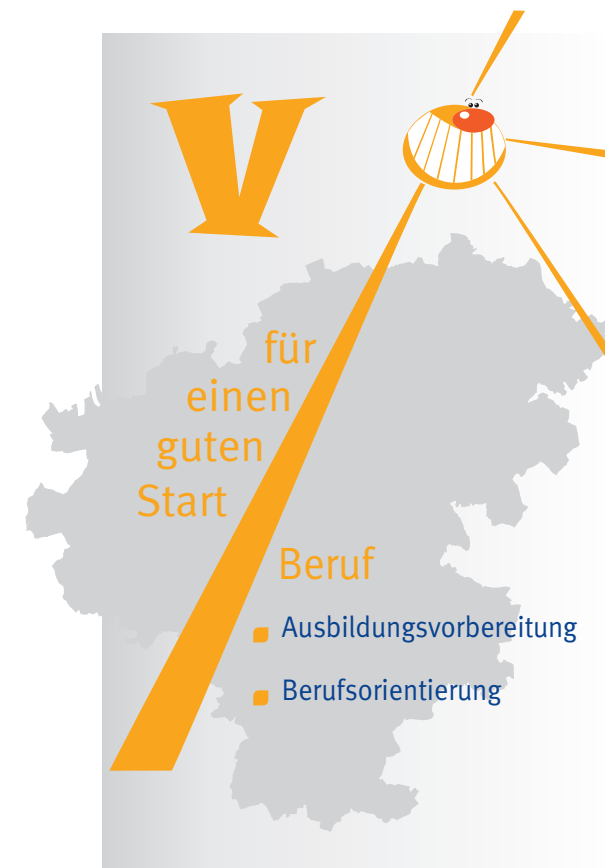 V
für
einen
guten
Start
Beruf
Ausbildungsvorbereitung
Berufsorientierung